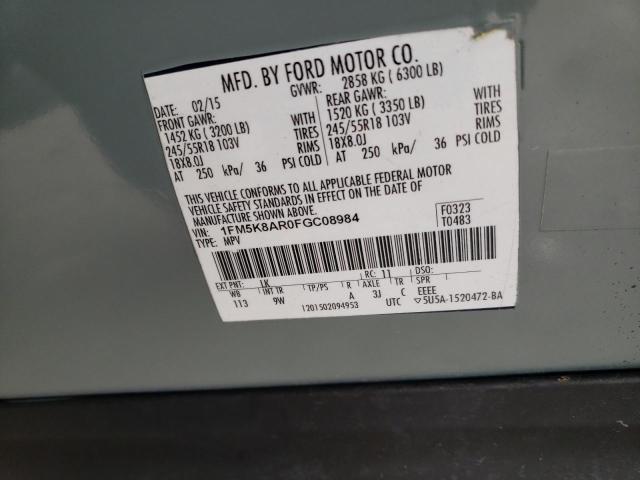 MFD. BY FORD MOTOR CO.
DATE: 02/15 GVWR: 2858 KG ( 6300 LB)
FRONT GAWR: REAR GAWR:
1452 KG ( 3200 LB) WITH 1520 KG ( 3350 LB) WITH
245/55R18 103V TIRES 245/55R18 103V TIRES
18X8.0J RIMS 18X8.0J RIMS
AT 250 kPa/ 36 PSI COLD AT 250 kPa/ 36 PSI COLD
THIS VEHICLE CONFORMS TO ALL APPLICABLE FEDERAL MOTOR
VEHICLE SAFETY STANDARDS IN EFFECT ON THE DATE OF
MANUFACTURE SHOWN ABOVE.
VIN: 1FM5K8AR0FGC08984 F0323
TYPE: MPV T0483
EXT PNT: LK RC: 11 DSO:
WB INT TR TP/PS R AXLE TR SPR
113 9W A 3J C EEEE
1201502094953 UTC ▽5U5A-1520472-BA